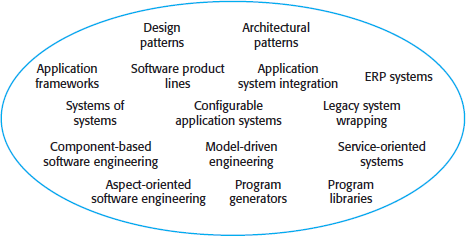 Design patterns
Architectural patterns
Application frameworks
Software product lines
Application system integration
ERP systems
Systems of systems
Configurable application systems
Legacy system wrapping
Component-based software engineering
Model-driven engineering
Service-oriented systems
Aspect-oriented software engineering
Program generators
Program libraries